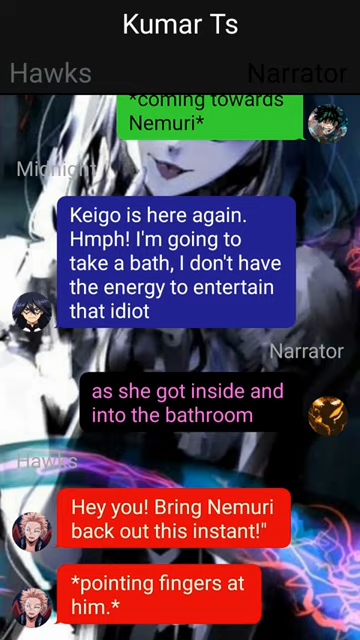 Kumar Ts
Hawks
Narrator
*coming towards
Nemuri*
Midnight
Keigo is here again.
Hmph! I'm going to
take a bath, I don't have
the energy to entertain
that idiot
Narrator
as she got inside and
into the bathroom
Hawks
Hey you! Bring Nemuri
back out this instant!"
*pointing fingers at
him.*